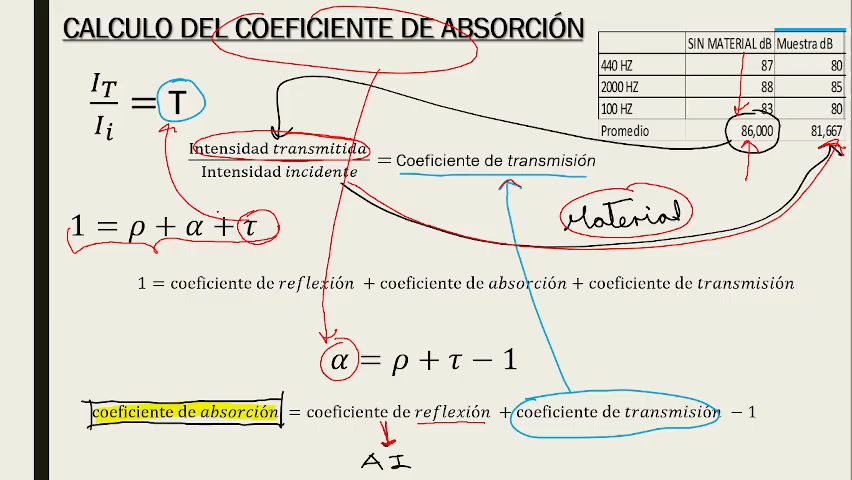 CALCULO DEL COEFICIENTE DE ABSORCIÓN
SIN MATERIAL dB Muestra dB
440 HZ 87 80
2000 HZ 88 85
100 HZ 83 80
Promedio 86,000 81,667
I_T / I_i = T
Intensidad transmitida
Intensidad incidente
= Coeficiente de transmisión
Material
1 = ρ + α + τ
1 = coeficiente de reflexión + coeficiente de absorción + coeficiente de transmisión
α = ρ + τ − 1
coeficiente de absorción = coeficiente de reflexión + coeficiente de transmisión − 1
AI